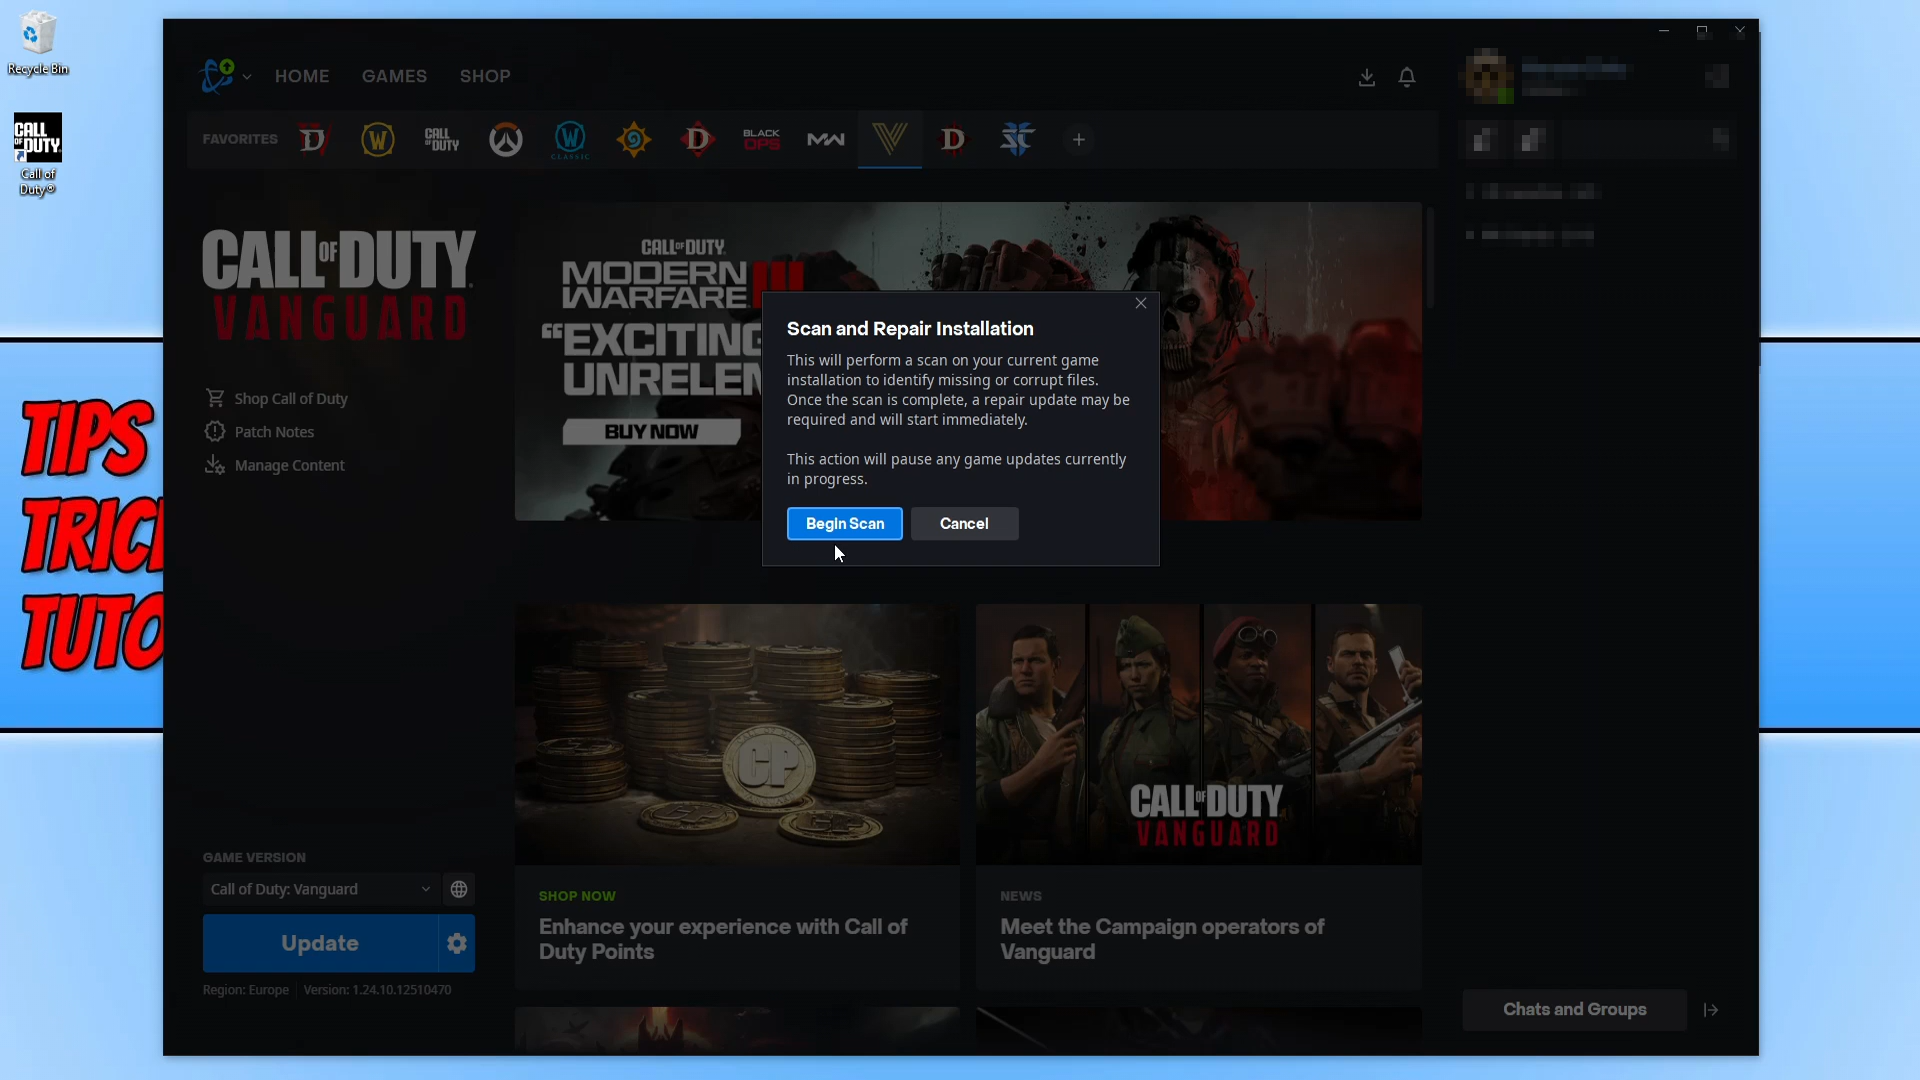 Recycle Bin
CALL OF DUTY
Call of
Duty®
TIPS
TRIC
TUTO
HOME GAMES SHOP
FAVORITES
CALL OF DUTY
CLASSIC
BLACK OPS
CALL OF DUTY
VANGUARD
Shop Call of Duty
Patch Notes
Manage Content
CALL OF DUTY
MODERN
WARFARE III
“EXCITING
UNRELEN
BUY NOW
Scan and Repair Installation
This will perform a scan on your current game
installation to identify missing or corrupt files.
Once the scan is complete, a repair update may be
required and will start immediately.
This action will pause any game updates currently
in progress.
Begin Scan Cancel
CP
CALL OF DUTY
VANGUARD
SHOP NOW
Enhance your experience with Call of
Duty Points
NEWS
Meet the Campaign operators of
Vanguard
GAME VERSION
Call of Duty: Vanguard
Update
Region: Europe Version: 1.24.10.12510470
Chats and Groups